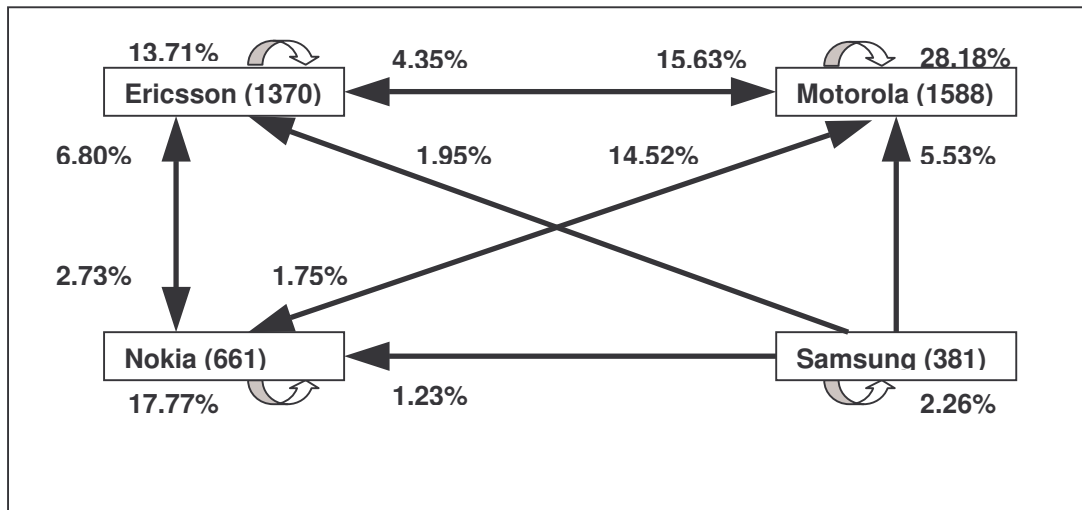 13.71% 4.35% 15.63% 28.18%
Ericsson (1370) Motorola (1588)
6.80% 1.95% 14.52% 5.53%
2.73% 1.75%
Nokia (661) Samsung (381)
17.77% 1.23% 2.26%